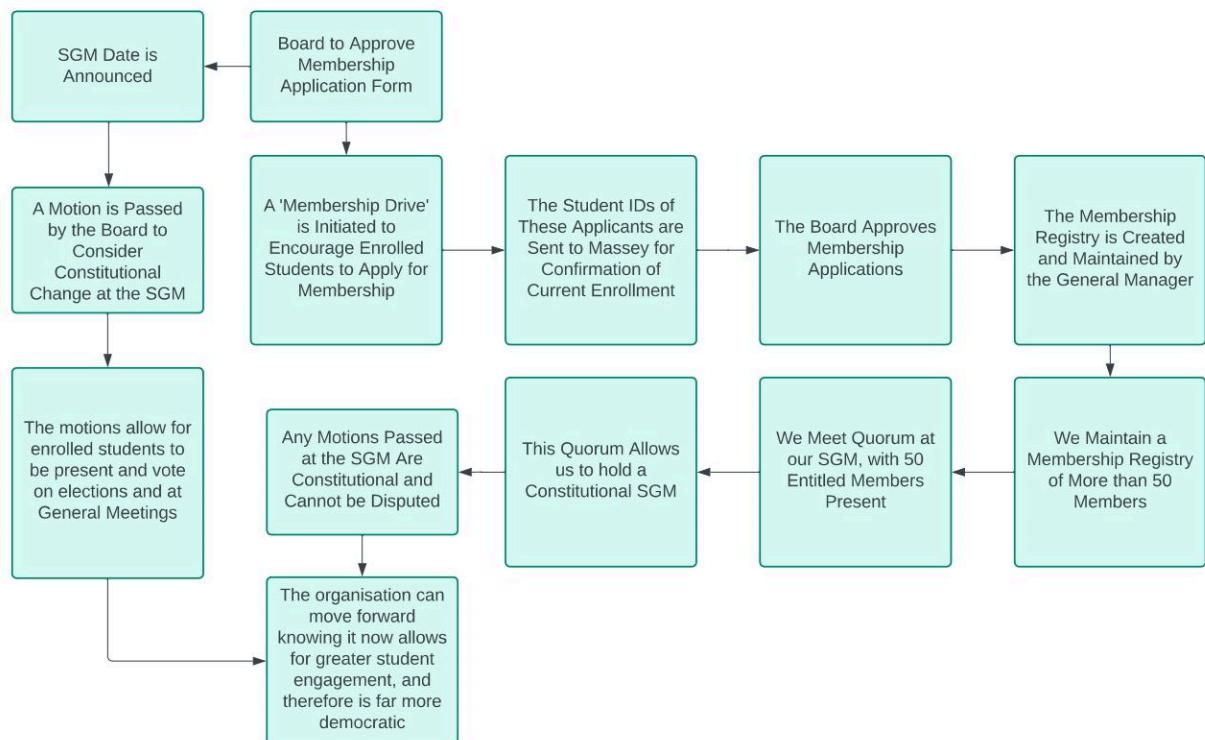 SGM Date is
Announced
Board to Approve
Membership
Application Form
A Motion is Passed
by the Board to
Consider
Constitutional
Change at the SGM
A 'Membership Drive'
is Initiated to
Encourage Enrolled
Students to Apply for
Membership
The Student IDs of
These Applicants are
Sent to Massey for
Confirmation of
Current Enrollment
The Board Approves
Membership
Applications
The Membership
Registry is Created
and Maintained by
the General Manager
The motions allow for
enrolled students to
be present and vote
on elections and at
General Meetings
Any Motions Passed
at the SGM Are
Constitutional and
Cannot be Disputed
This Quorum Allows
us to hold a
Constitutional SGM
We Meet Quorum at
our SGM, with 50
Entitled Members
Present
We Maintain a
Membership Registry
of More than 50
Members
The organisation can
move forward
knowing it now allows
for greater student
engagement, and
therefore is far more
democratic